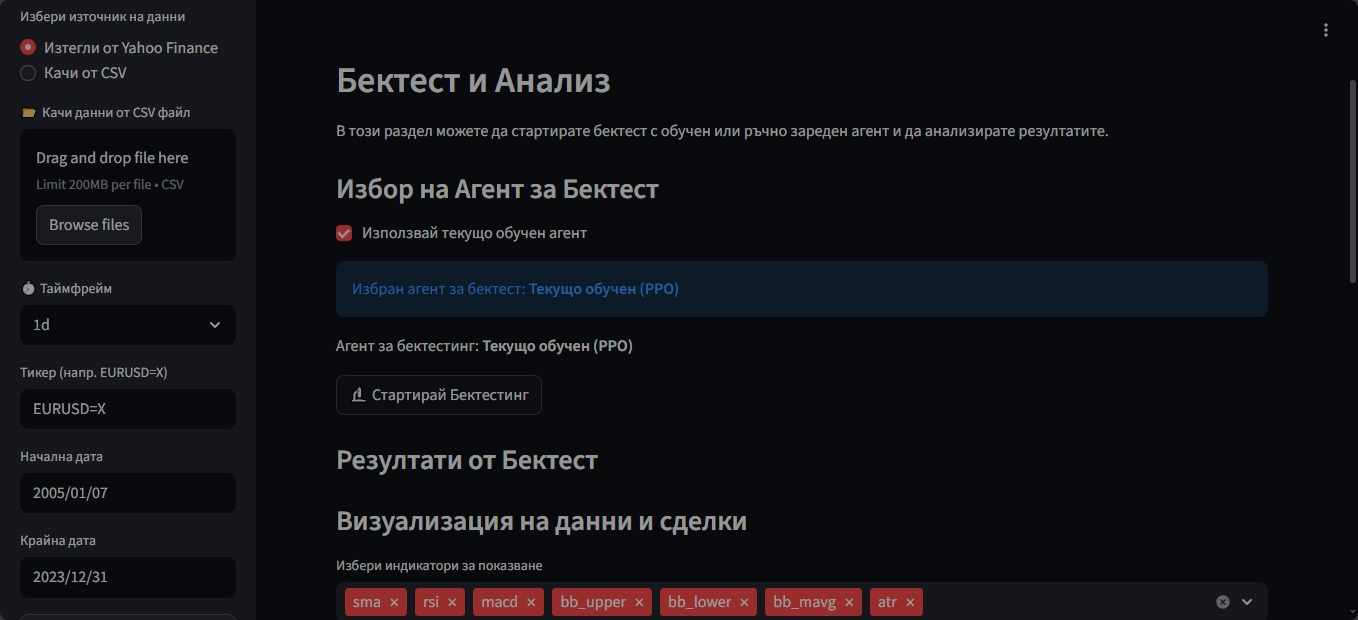 Избери източник на данни
Изтегли от Yahoo Finance
Качи от CSV
Качи данни от CSV файл
Drag and drop file here
Limit 200MB per file • CSV
Browse files
Таймфрейм
1d
Тикер (напр. EURUSD=X)
EURUSD=X
Начална дата
2005/01/07
Крайна дата
2023/12/31
Бектест и Анализ
В този раздел можете да стартирате бектест с обучен или ръчно зареден агент и да анализирате резултатите.
Избор на Агент за Бектест
Използвай текущо обучен агент
Избран агент за бектест: Текущо обучен (PPO)
Агент за бектестинг: Текущо обучен (PPO)
Стартирай Бектестинг
Резултати от Бектест
Визуализация на данни и сделки
Избери индикатори за показване
sma × rsi × macd × bb_upper × bb_lower × bb_mavg × atr ×